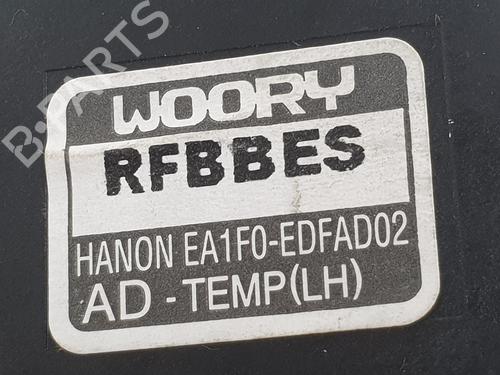 B-PARTS
WOORY
RFBBES
HANON EA1F0-EDFAD02
AD - TEMP(LH)